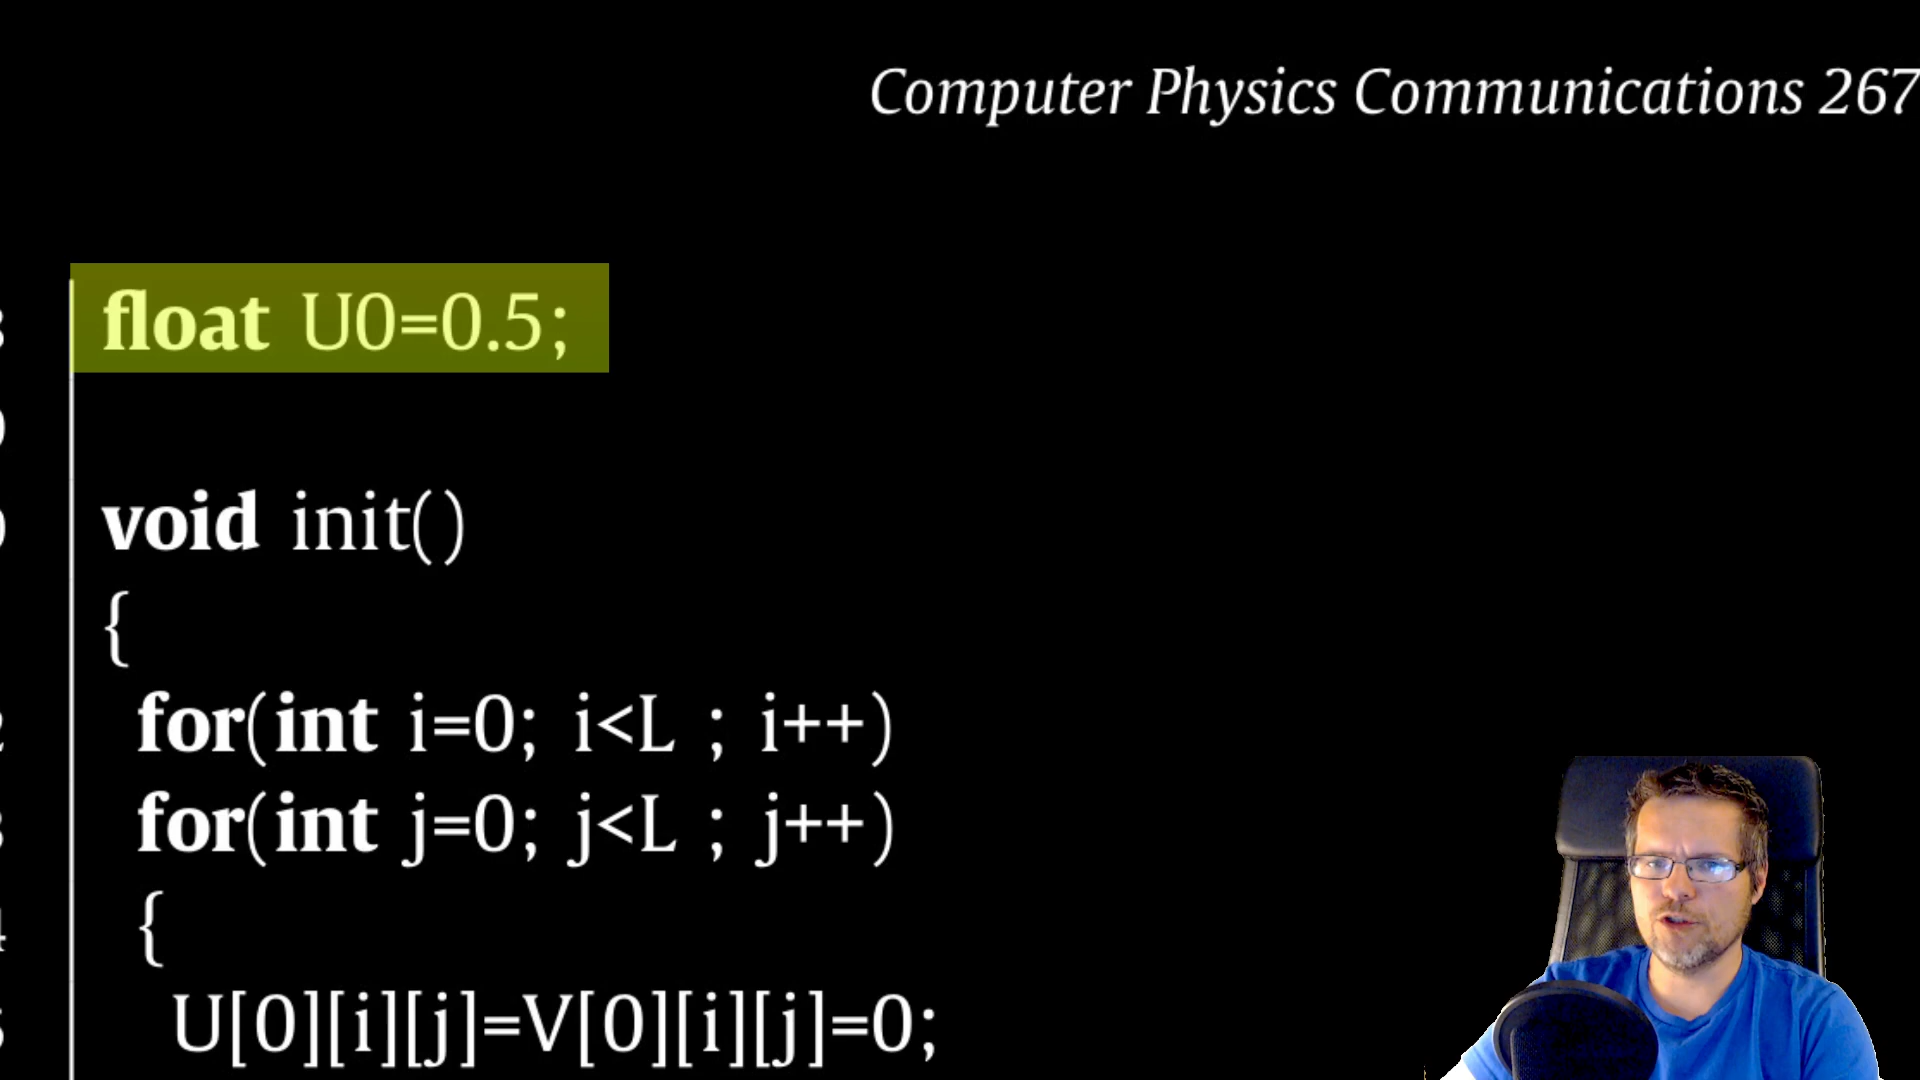 Computer Physics Communications 267
float U0=0.5;
void init()
{
for(int i=0; i<L ; i++)
for(int j=0; j<L ; j++)
{
U[0][i][j]=V[0][i][j]=0;